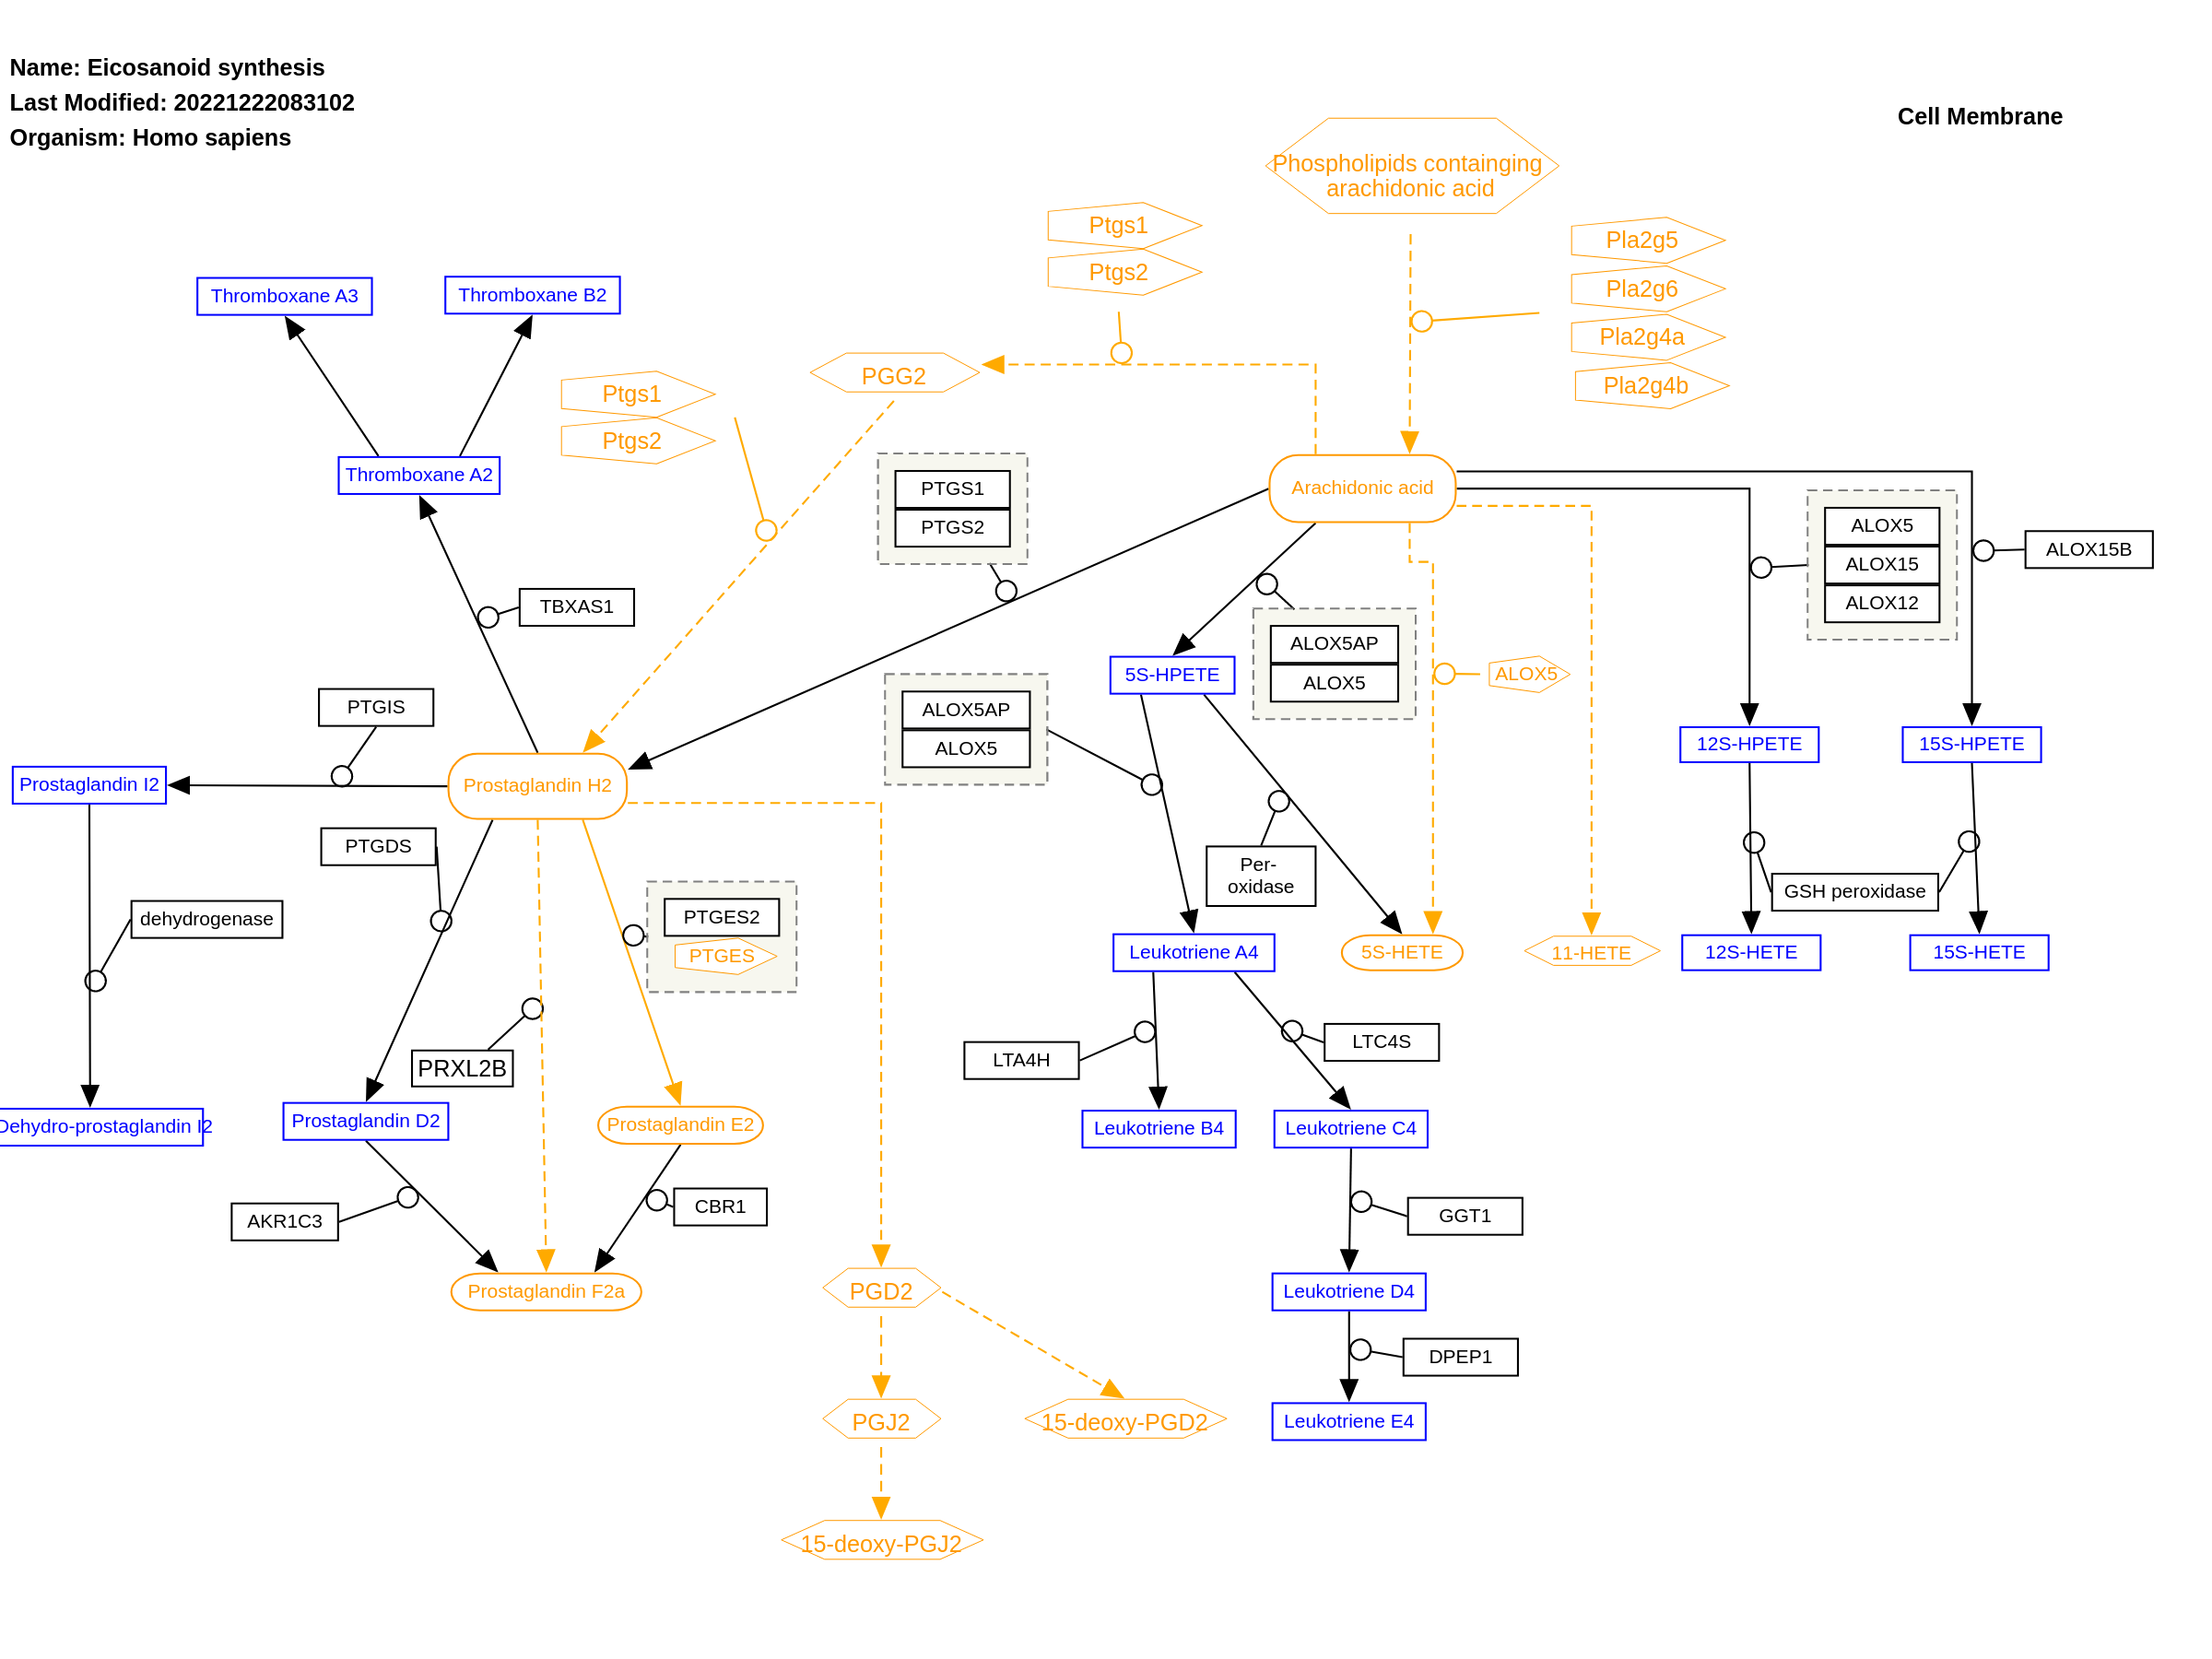 Name: Eicosanoid synthesis
Last Modified: 20221222083102
Organism: Homo sapiens
Cell Membrane
Phospholipids containging
arachidonic acid
Ptgs1
Ptgs2
Pla2g5
Pla2g6
Pla2g4a
Pla2g4b
Thromboxane A3
Thromboxane B2
PGG2
Ptgs1
Ptgs2
Thromboxane A2
PTGS1
PTGS2
Arachidonic acid
ALOX5
ALOX15
ALOX12
ALOX15B
TBXAS1
ALOX5AP
ALOX5
5S-HPETE
ALOX5
PTGIS
ALOX5AP
ALOX5
12S-HPETE
15S-HPETE
Prostaglandin I2
Prostaglandin H2
PTGDS
Per-
oxidase
GSH peroxidase
dehydrogenase
PTGES2
PTGES
Leukotriene A4
5S-HETE
11-HETE
12S-HETE
15S-HETE
PRXL2B
LTA4H
LTC4S
Dehydro-prostaglandin I2
Prostaglandin D2
Prostaglandin E2
Leukotriene B4
Leukotriene C4
AKR1C3
CBR1
GGT1
Prostaglandin F2a
PGD2
Leukotriene D4
DPEP1
PGJ2
15-deoxy-PGD2
Leukotriene E4
15-deoxy-PGJ2